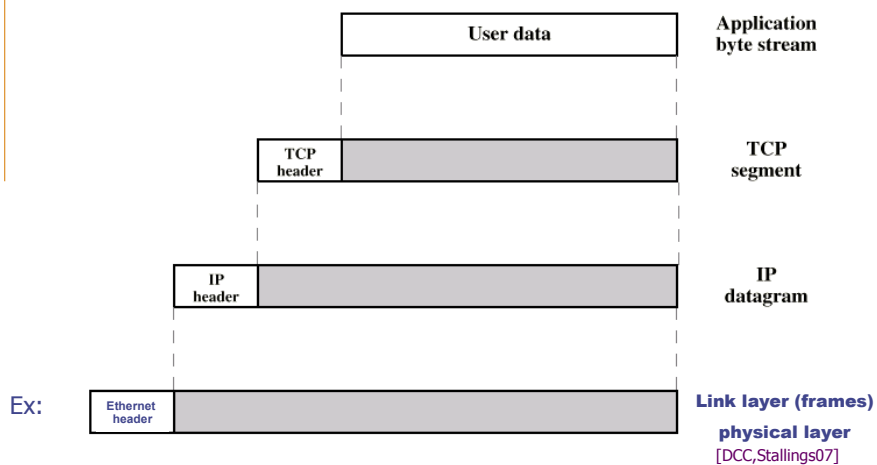 User data
Application
byte stream
TCP
header
TCP
segment
IP
header
IP
datagram
Ex:
Ethernet
header
Link layer (frames)
physical layer
[DCC,Stallings07]